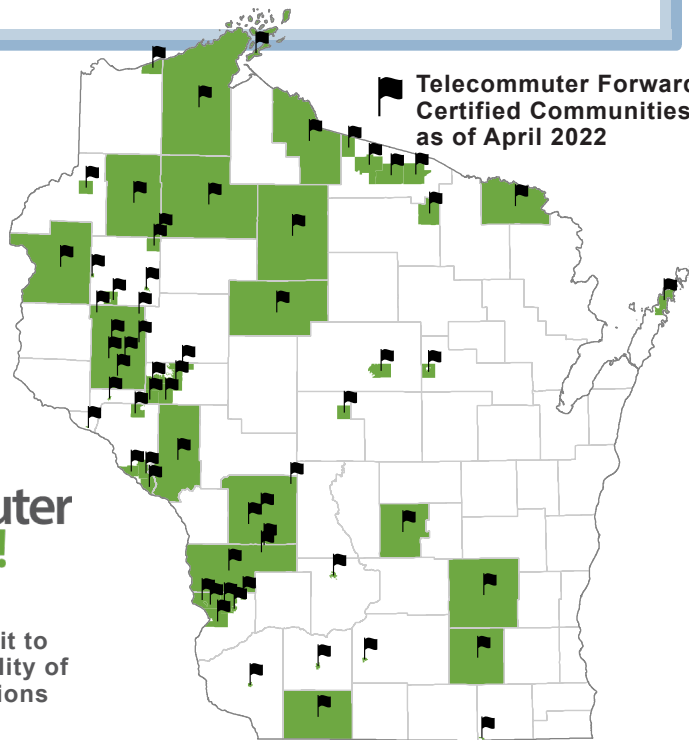 Telecommuter Forward
Certified Communities
as of April 2022
uter
!
it to
lity of
ions